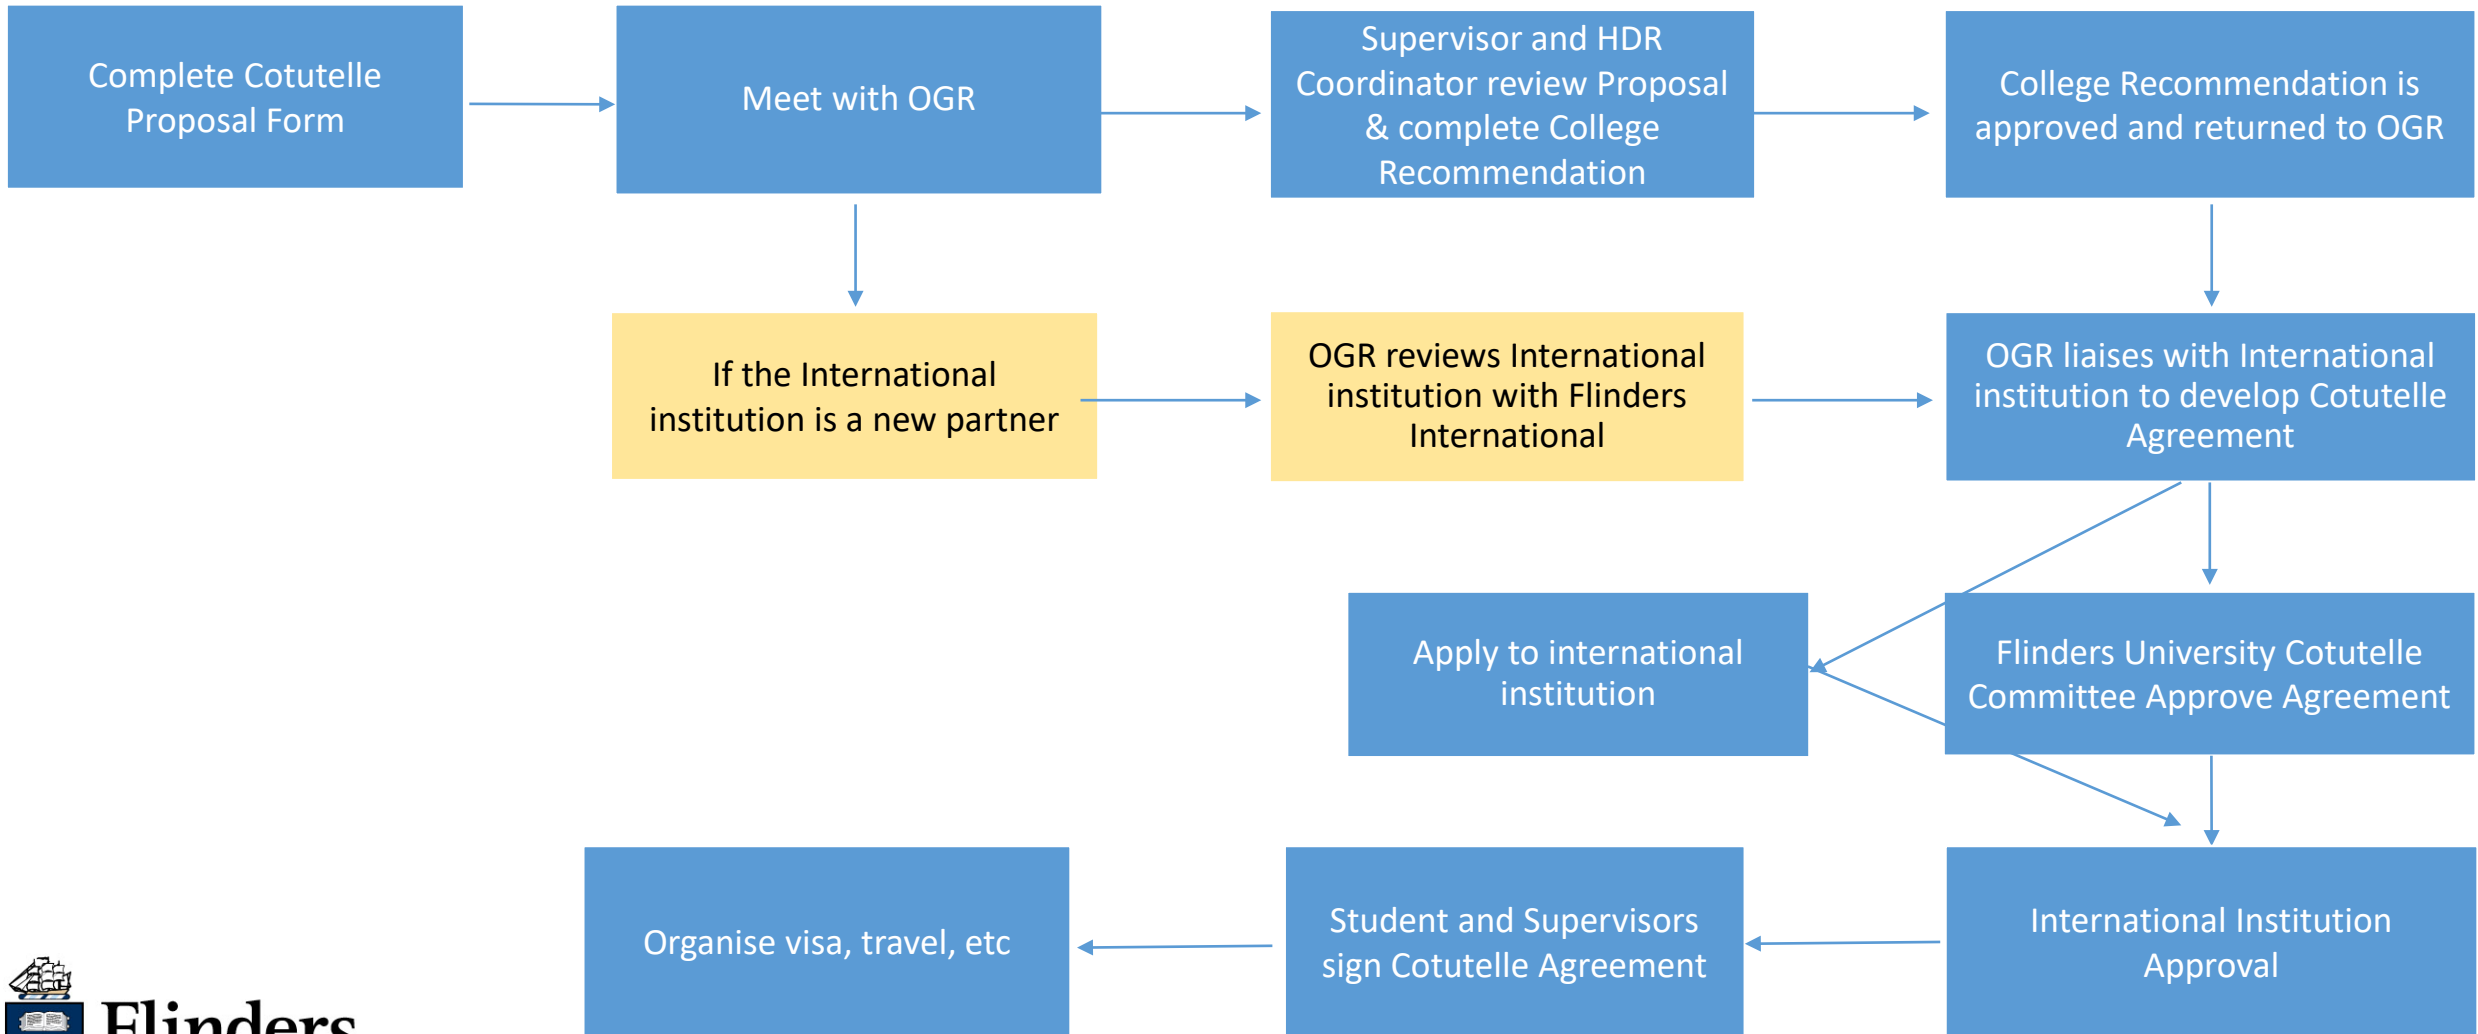 Complete Cotutelle
Proposal Form
Meet with OGR
Supervisor and HDR
Coordinator review Proposal
& complete College
Recommendation
College Recommendation is
approved and returned to OGR
If the International
institution is a new partner
OGR reviews International
institution with Flinders
International
OGR liaises with International
institution to develop Cotutelle
Agreement
Apply to international
institution
Flinders University Cotutelle
Committee Approve Agreement
Organise visa, travel, etc
Student and Supervisors
sign Cotutelle Agreement
International Institution
Approval
Flinders